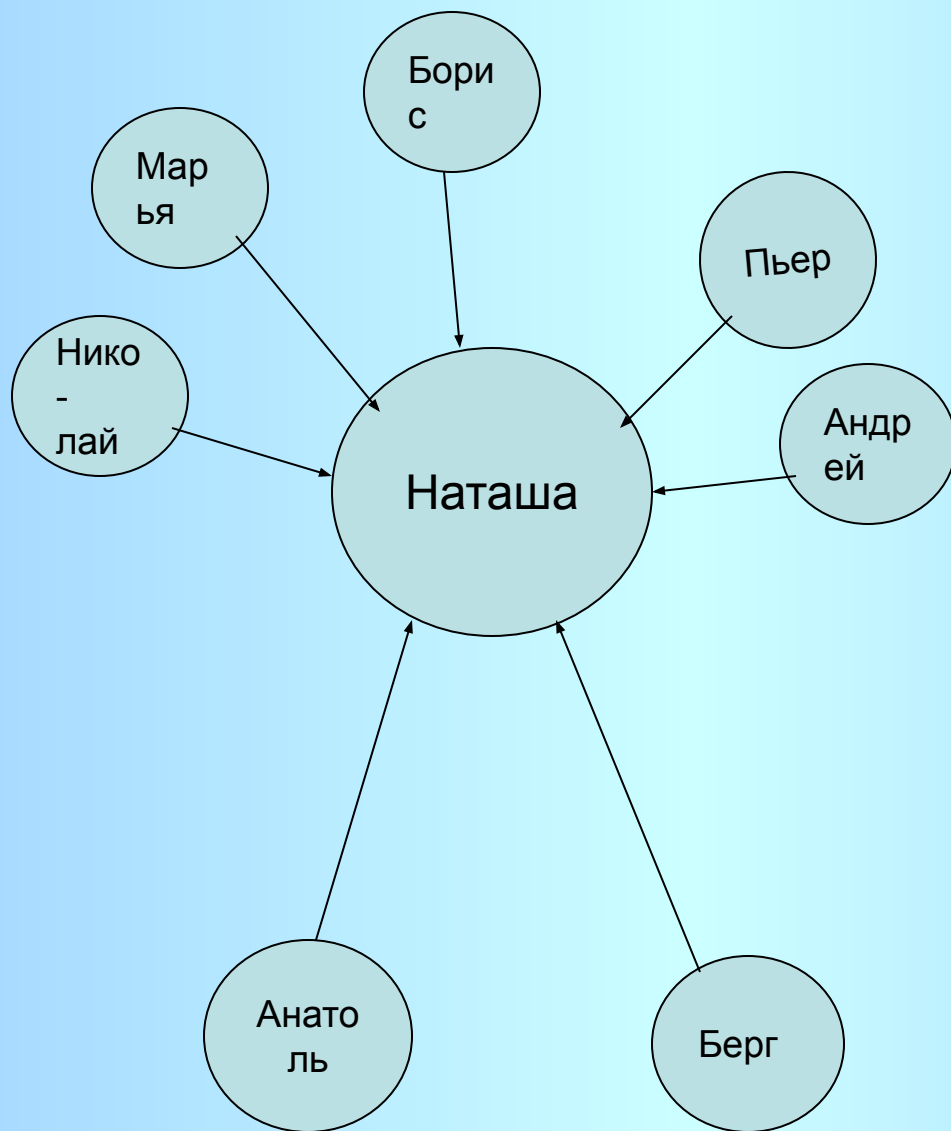 Бори
с
Мар
ья
Пьер
Нико
-
лай
Андр
ей
Наташа
Анато
ль
Берг